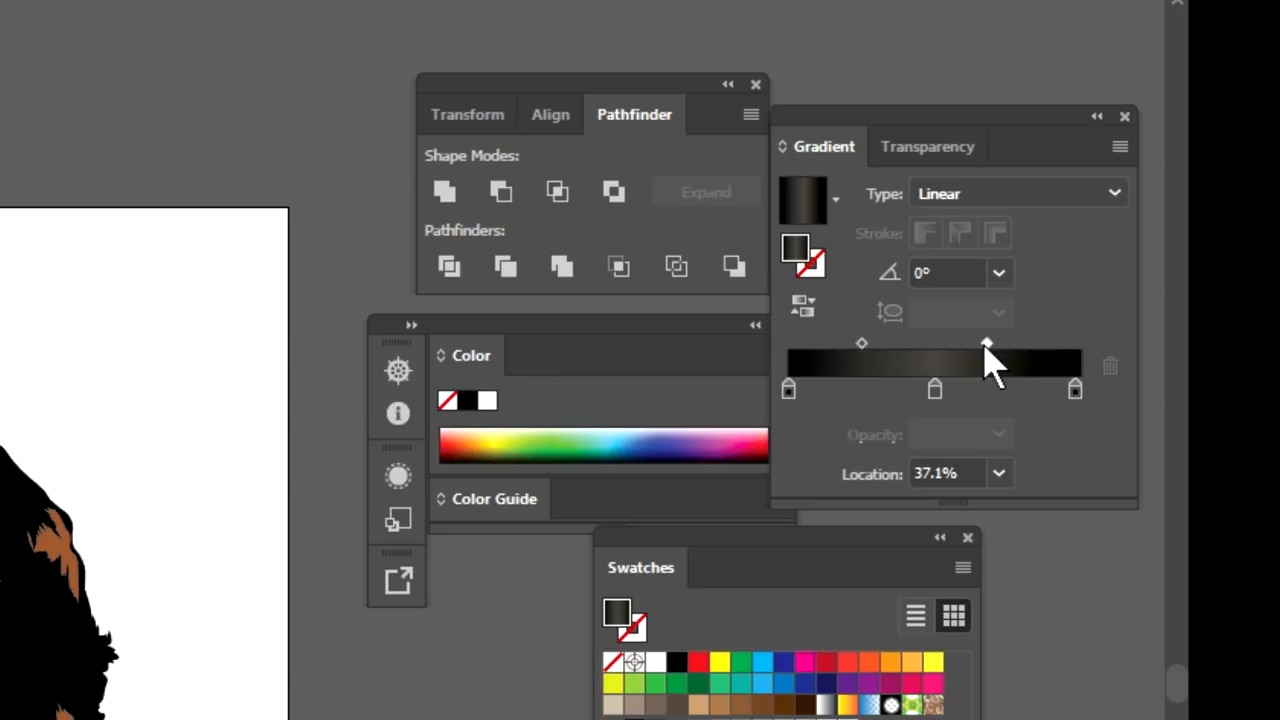 Transform Align Pathfinder
Shape Modes:
Expand
Pathfinders:
Gradient Transparency
Type: Linear
Stroke:
0°
Opacity:
Location: 37.1%
Color
Color Guide
Swatches